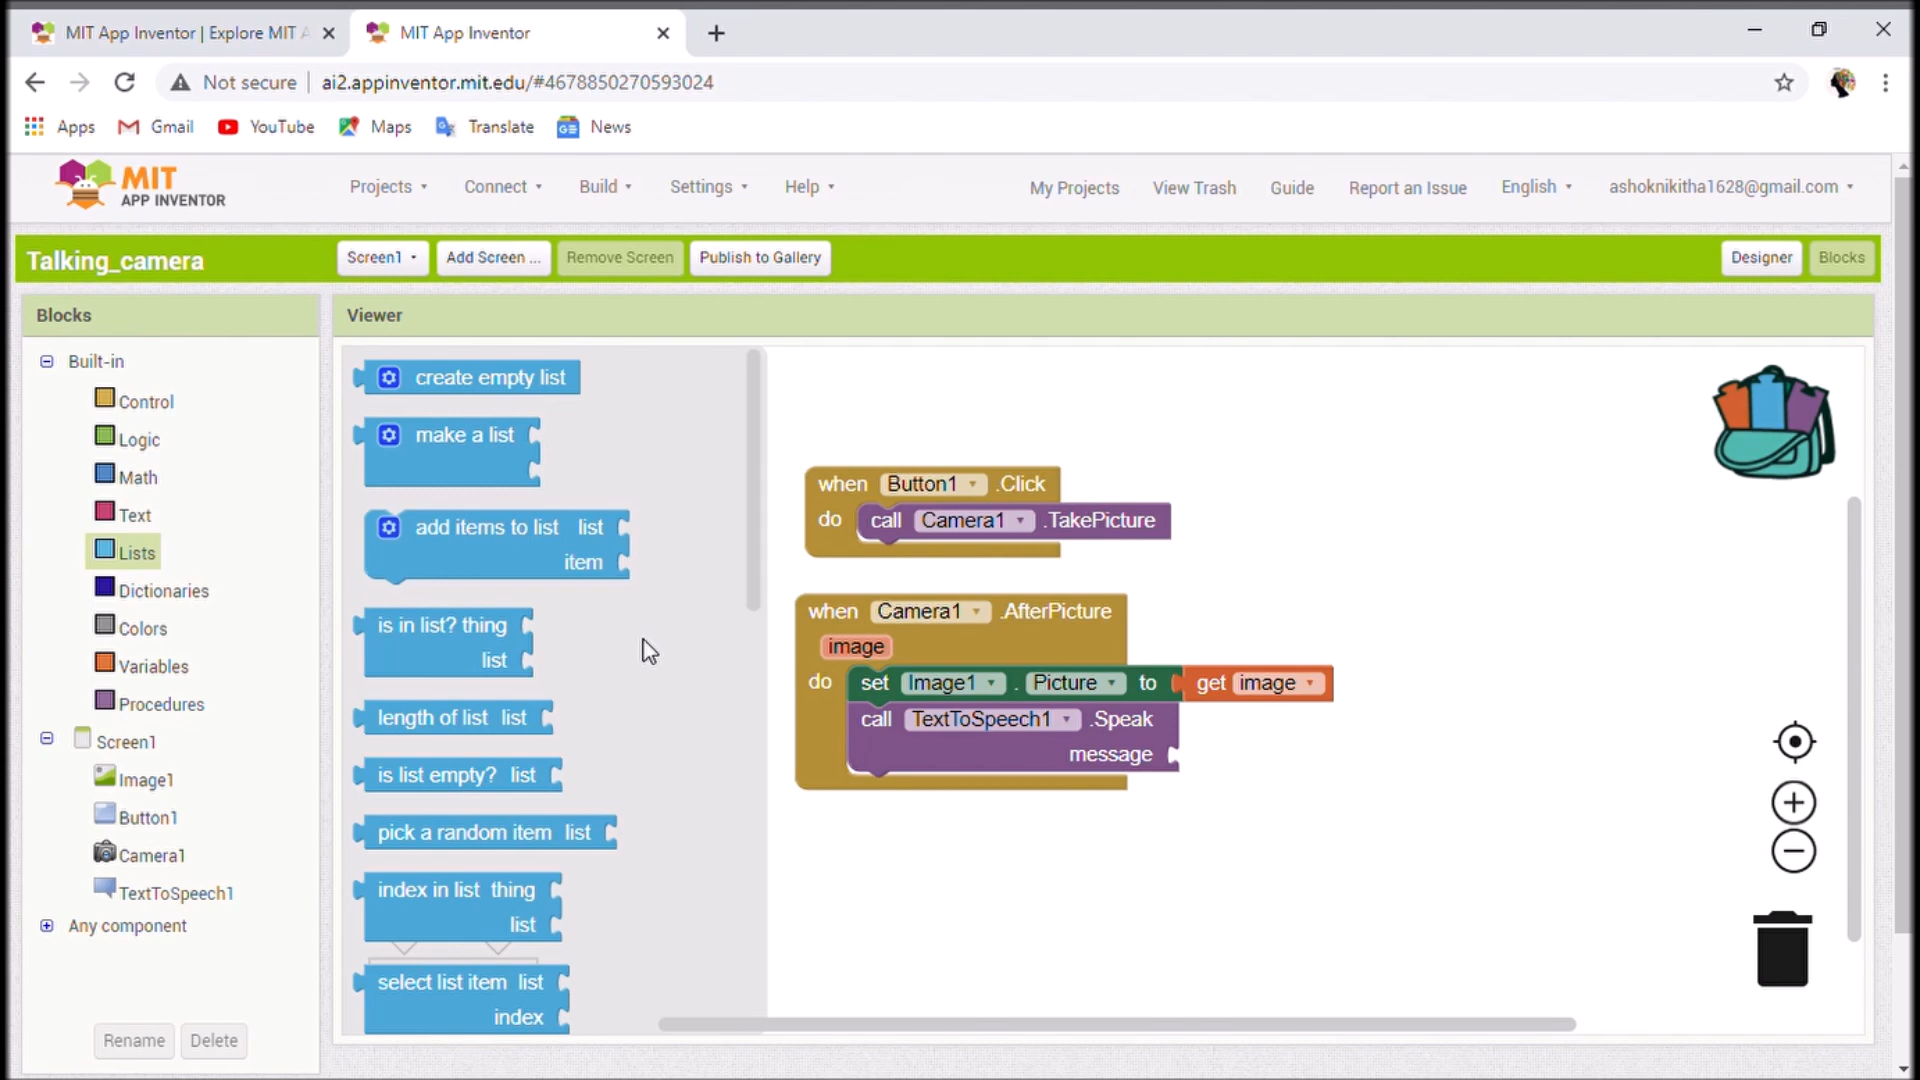 MIT App Inventor | Explore MIT A
MIT App Inventor
Not secure
ai2.appinventor.mit.edu/#4678850270593024
Apps
Gmail
YouTube
Maps
Translate
News
MIT
APP INVENTOR
Projects
Connect
Build
Settings
Help
My Projects
View Trash
Guide
Report an Issue
English
ashoknikitha1628@gmail.com
Talking_camera
Screen1
Add Screen ...
Remove Screen
Publish to Gallery
Designer
Blocks
Blocks
Built-in
Control
Logic
Math
Text
Lists
Dictionaries
Colors
Variables
Procedures
Screen1
Image1
Button1
Camera1
TextToSpeech1
Any component
Rename
Delete
Viewer
create empty list
make a list
add items to list list
item
is in list? thing
list
length of list list
is list empty? list
pick a random item list
index in list thing
list
select list item list
index
when Button1 .Click
do call Camera1 .TakePicture
when Camera1 .AfterPicture
image
do set Image1 . Picture to get image
call TextToSpeech1 .Speak
message